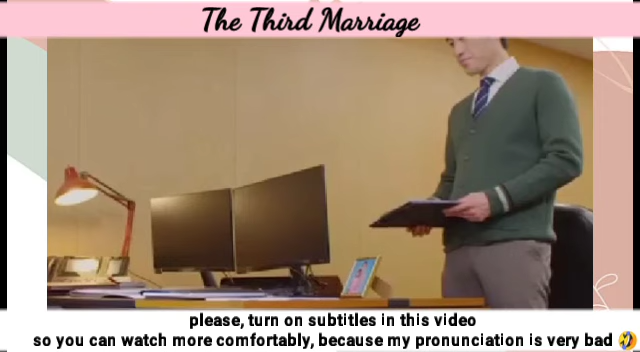 The Third Marriage
please, turn on subtitles in this video
so you can watch more comfortably, because my pronunciation is very bad 🤣